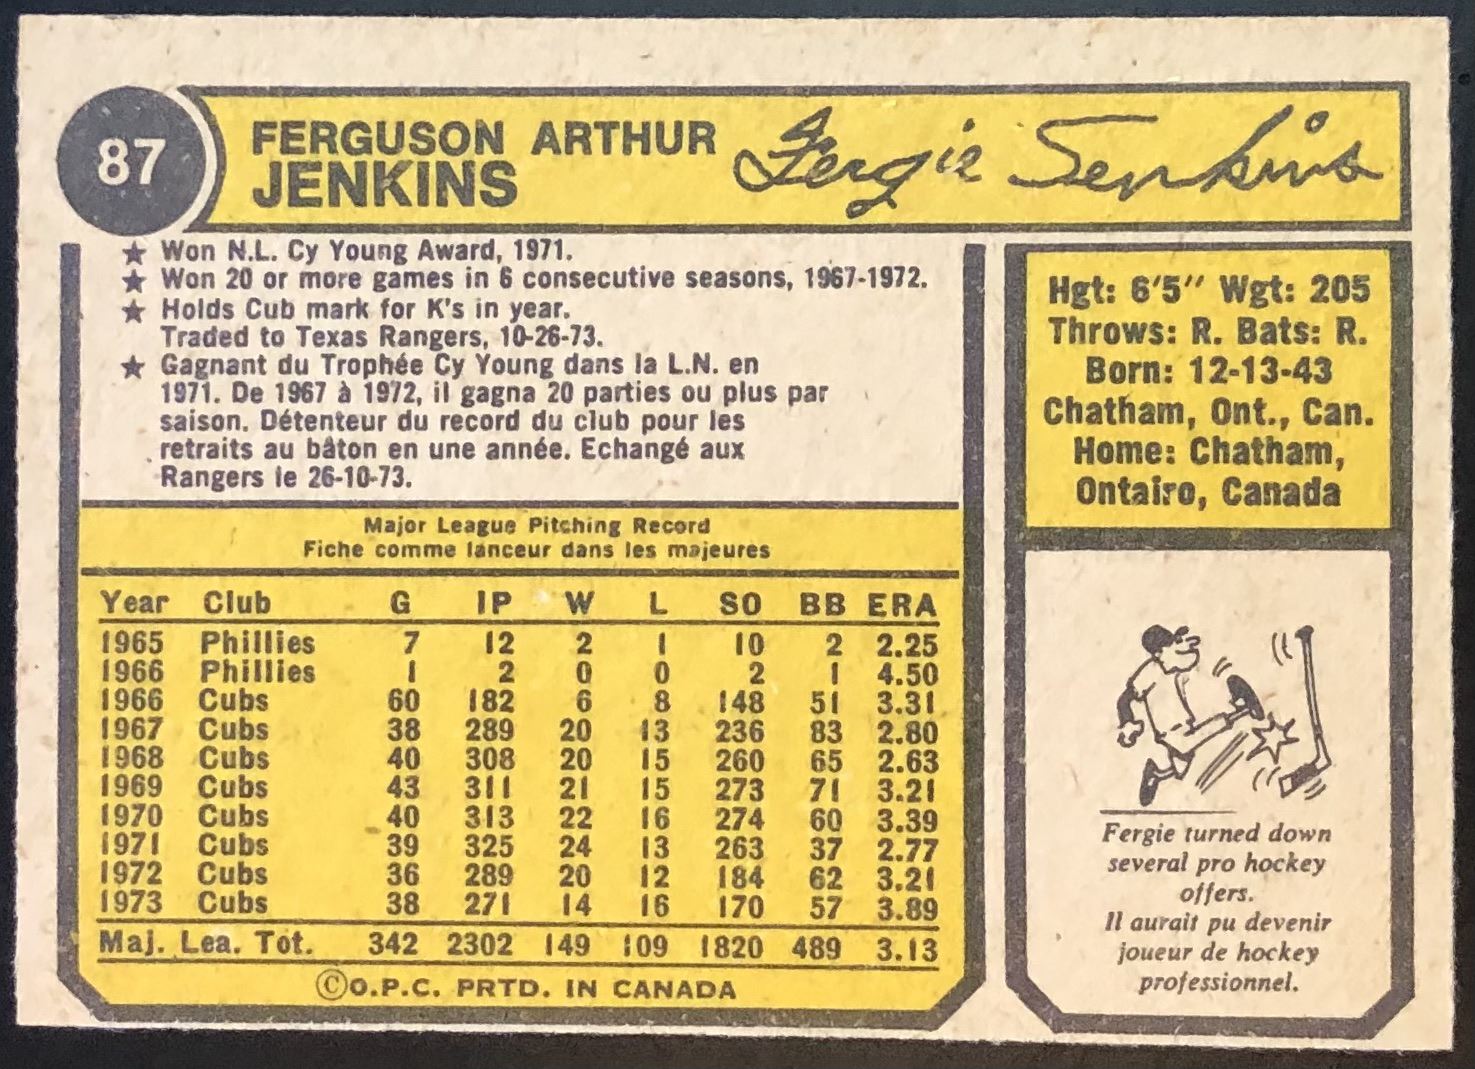 87
FERGUSON ARTHUR
JENKINS
Fergie Jenkins
★ Won N.L. Cy Young Award, 1971.
★ Won 20 or more games in 6 consecutive seasons, 1967-1972.
★ Holds Cub mark for K's in year.
Traded to Texas Rangers, 10-26-73.
★ Gagnant du Trophée Cy Young dans la L.N. en
1971. De 1967 à 1972, il gagna 20 parties ou plus par
saison. Détenteur du record du club pour les
retraits au bâton en une année. Echangé aux
Rangers le 26-10-73.
Hgt: 6'5" Wgt: 205
Throws: R. Bats: R.
Born: 12-13-43
Chatham, Ont., Can.
Home: Chatham,
Ontairo, Canada
Major League Pitching Record
Fiche comme lanceur dans les majeures
Year Club G IP W L SO BB ERA
1965 Phillies 7 12 2 1 10 2 2.25
1966 Phillies 1 2 0 0 2 1 4.50
1966 Cubs 60 182 6 8 148 51 3.31
1967 Cubs 38 289 20 13 236 83 2.80
1968 Cubs 40 308 20 15 260 65 2.63
1969 Cubs 43 311 21 15 273 71 3.21
1970 Cubs 40 313 22 16 274 60 3.39
1971 Cubs 39 325 24 13 263 37 2.77
1972 Cubs 36 289 20 12 184 62 3.21
1973 Cubs 38 271 14 16 170 57 3.89
Maj. Lea. Tot. 342 2302 149 109 1820 489 3.13
©O.P.C. PRTD. IN CANADA
Fergie turned down
several pro hockey
offers.
Il aurait pu devenir
joueur de hockey
professionnel.